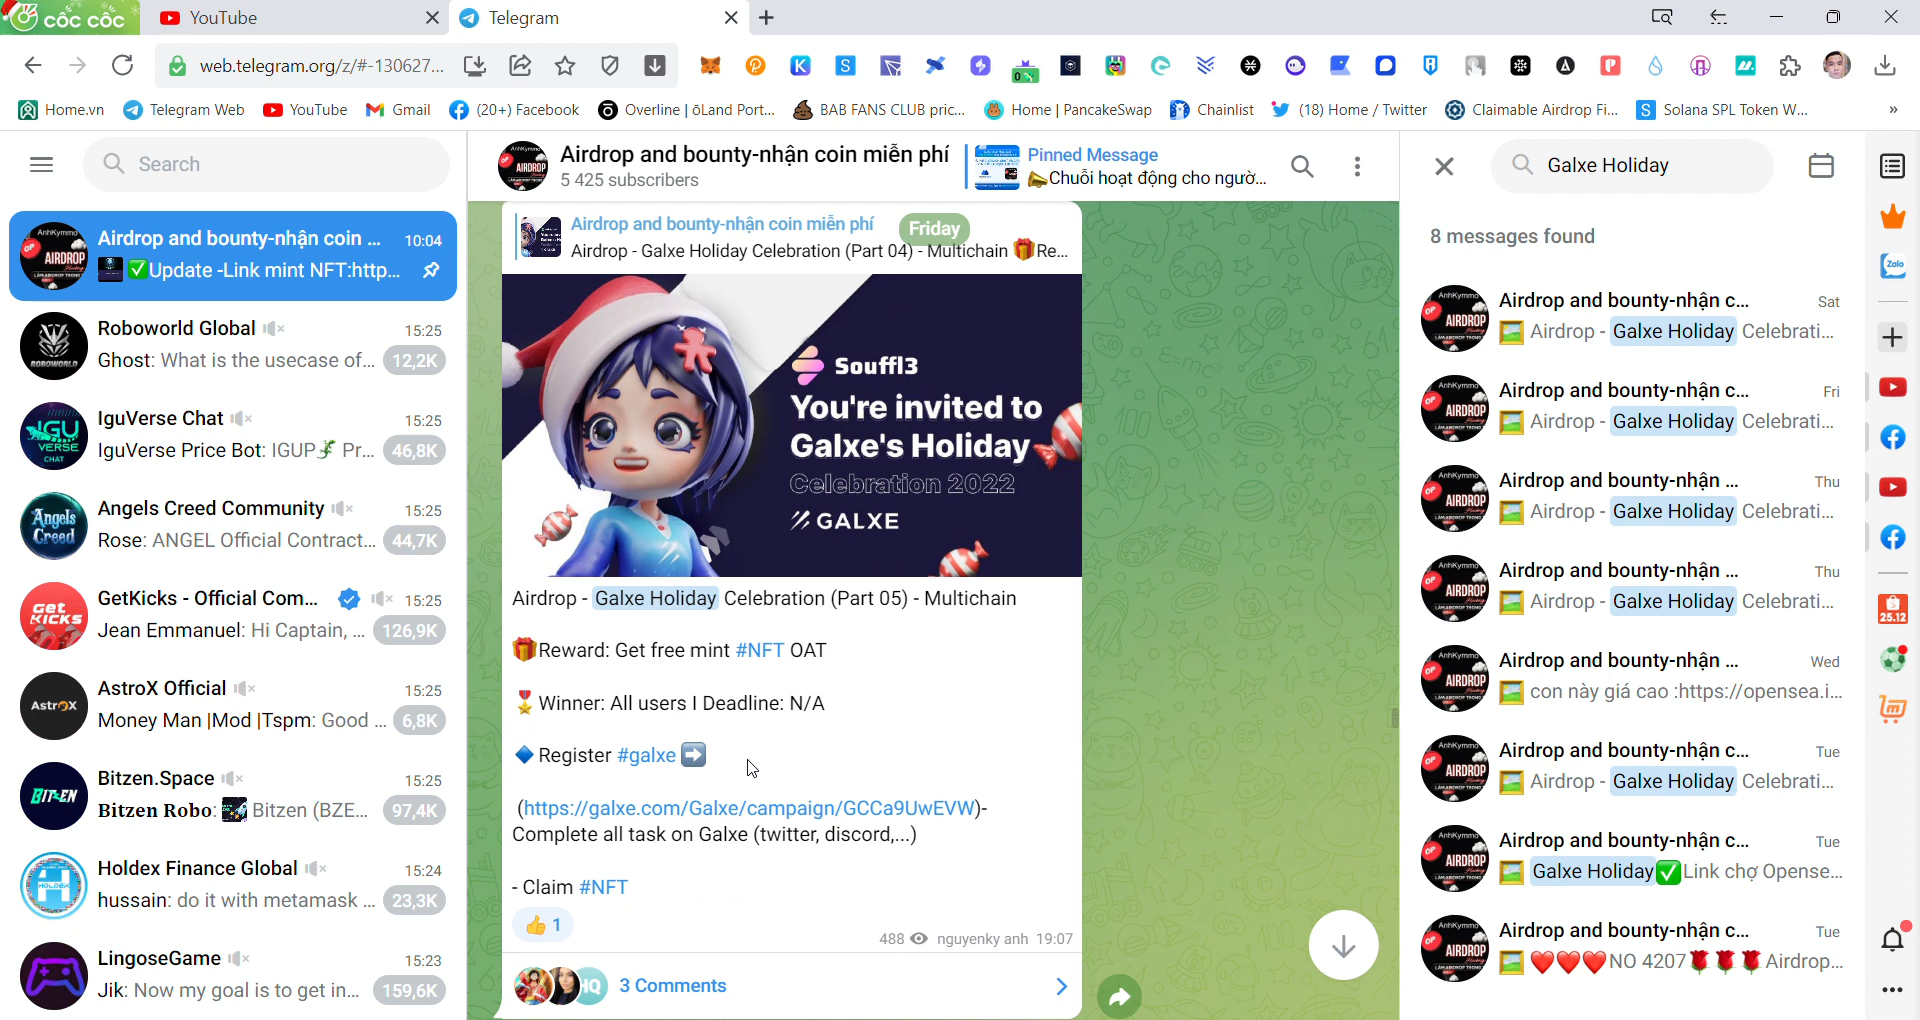 cốc cốc
YouTube
Telegram
web.telegram.org/z/#-130627...
Home.vn
Telegram Web
YouTube
Gmail
(20+) Facebook
Overline | ōLand Port...
BAB FANS CLUB pric...
Home | PancakeSwap
Chainlist
(18) Home / Twitter
Claimable Airdrop Fi...
Solana SPL Token W...
»
Search
Airdrop and bounty-nhận coin ... 10:04
✅Update -Link mint NFT:http...
Roboworld Global 15:25
Ghost: What is the usecase of... 12,2K
IguVerse Chat 15:25
IguVerse Price Bot: IGUP🦎 Pr... 46,8K
Angels Creed Community 15:25
Rose: ANGEL Official Contract... 44,7K
GetKicks - Official Com... 15:25
Jean Emmanuel: Hi Captain, ... 126,9K
AstroX Official 15:25
Money Man |Mod |Tspm: Good ... 6,8K
Bitzen.Space 15:25
Bitzen Robo: Bitzen (BZE... 97,4K
Holdex Finance Global 15:24
hussain: do it with metamask ... 23,3K
LingoseGame 15:23
Jik: Now my goal is to get in... 159,6K
Airdrop and bounty-nhận coin miễn phí
5 425 subscribers
Pinned Message
📣Chuỗi hoạt động cho ngườ...
Airdrop and bounty-nhận coin miễn phí
Friday
Airdrop - Galxe Holiday Celebration (Part 04) - Multichain 🎁Re...
Souffl3
You're invited to
Galxe's Holiday
Celebration 2022
GALXE
Airdrop - Galxe Holiday Celebration (Part 05) - Multichain
🎁Reward: Get free mint #NFT OAT
🎖Winner: All users I Deadline: N/A
🔷Register #galxe ➡️
(https://galxe.com/Galxe/campaign/GCCa9UwEVW)-
Complete all task on Galxe (twitter, discord,...)
- Claim #NFT
👍 1
488 nguyenky anh 19:07
3 Comments
Galxe Holiday
8 messages found
Airdrop and bounty-nhận c... Sat
Airdrop - Galxe Holiday Celebrati...
Airdrop and bounty-nhận c... Fri
Airdrop - Galxe Holiday Celebrati...
Airdrop and bounty-nhận ... Thu
Airdrop - Galxe Holiday Celebrati...
Airdrop and bounty-nhận ... Thu
Airdrop - Galxe Holiday Celebrati...
Airdrop and bounty-nhận ... Wed
con này giá cao :https://opensea.i...
Airdrop and bounty-nhận c... Tue
Airdrop - Galxe Holiday Celebrati...
Airdrop and bounty-nhận c... Tue
Galxe Holiday✅Link chợ Opense...
Airdrop and bounty-nhận c... Tue
❤️❤️❤️NO 4207🌹🌹🌹Airdrop...
Zalo
25.12